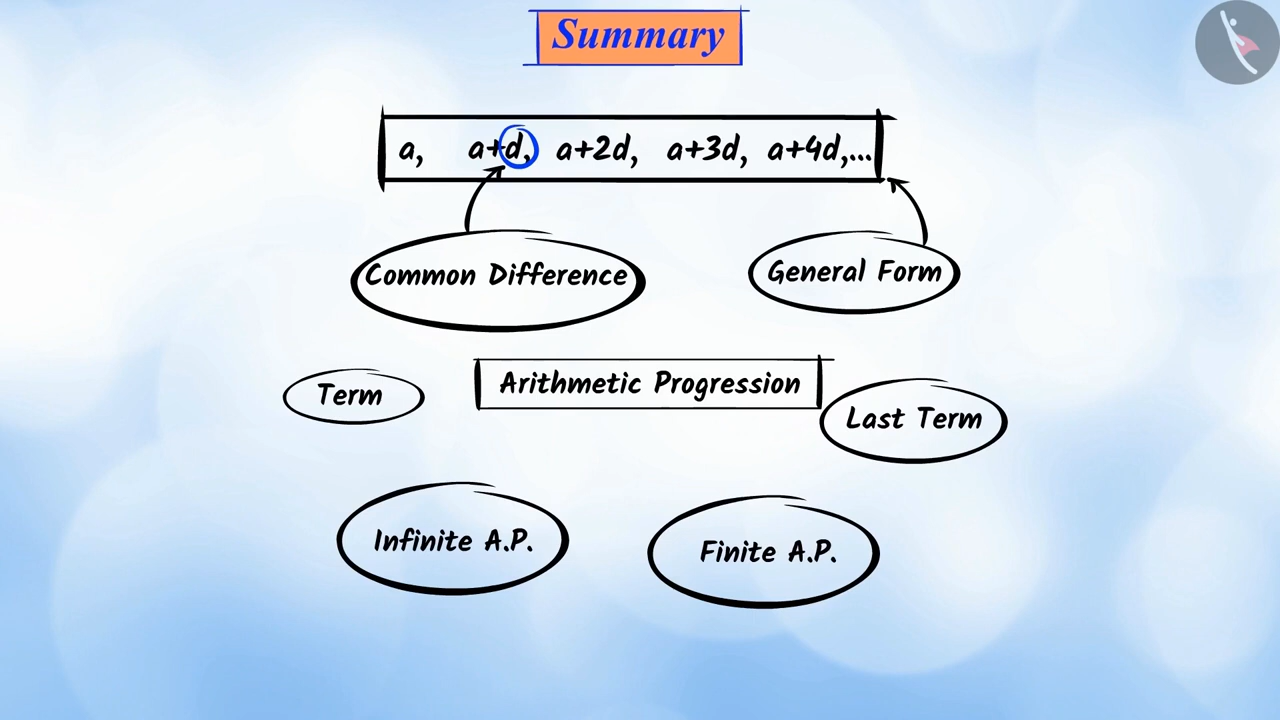 Summary
a, a+d, a+2d, a+3d, a+4d,...
Common Difference
General Form
Term
Arithmetic Progression
Last Term
Infinite A.P.
Finite A.P.